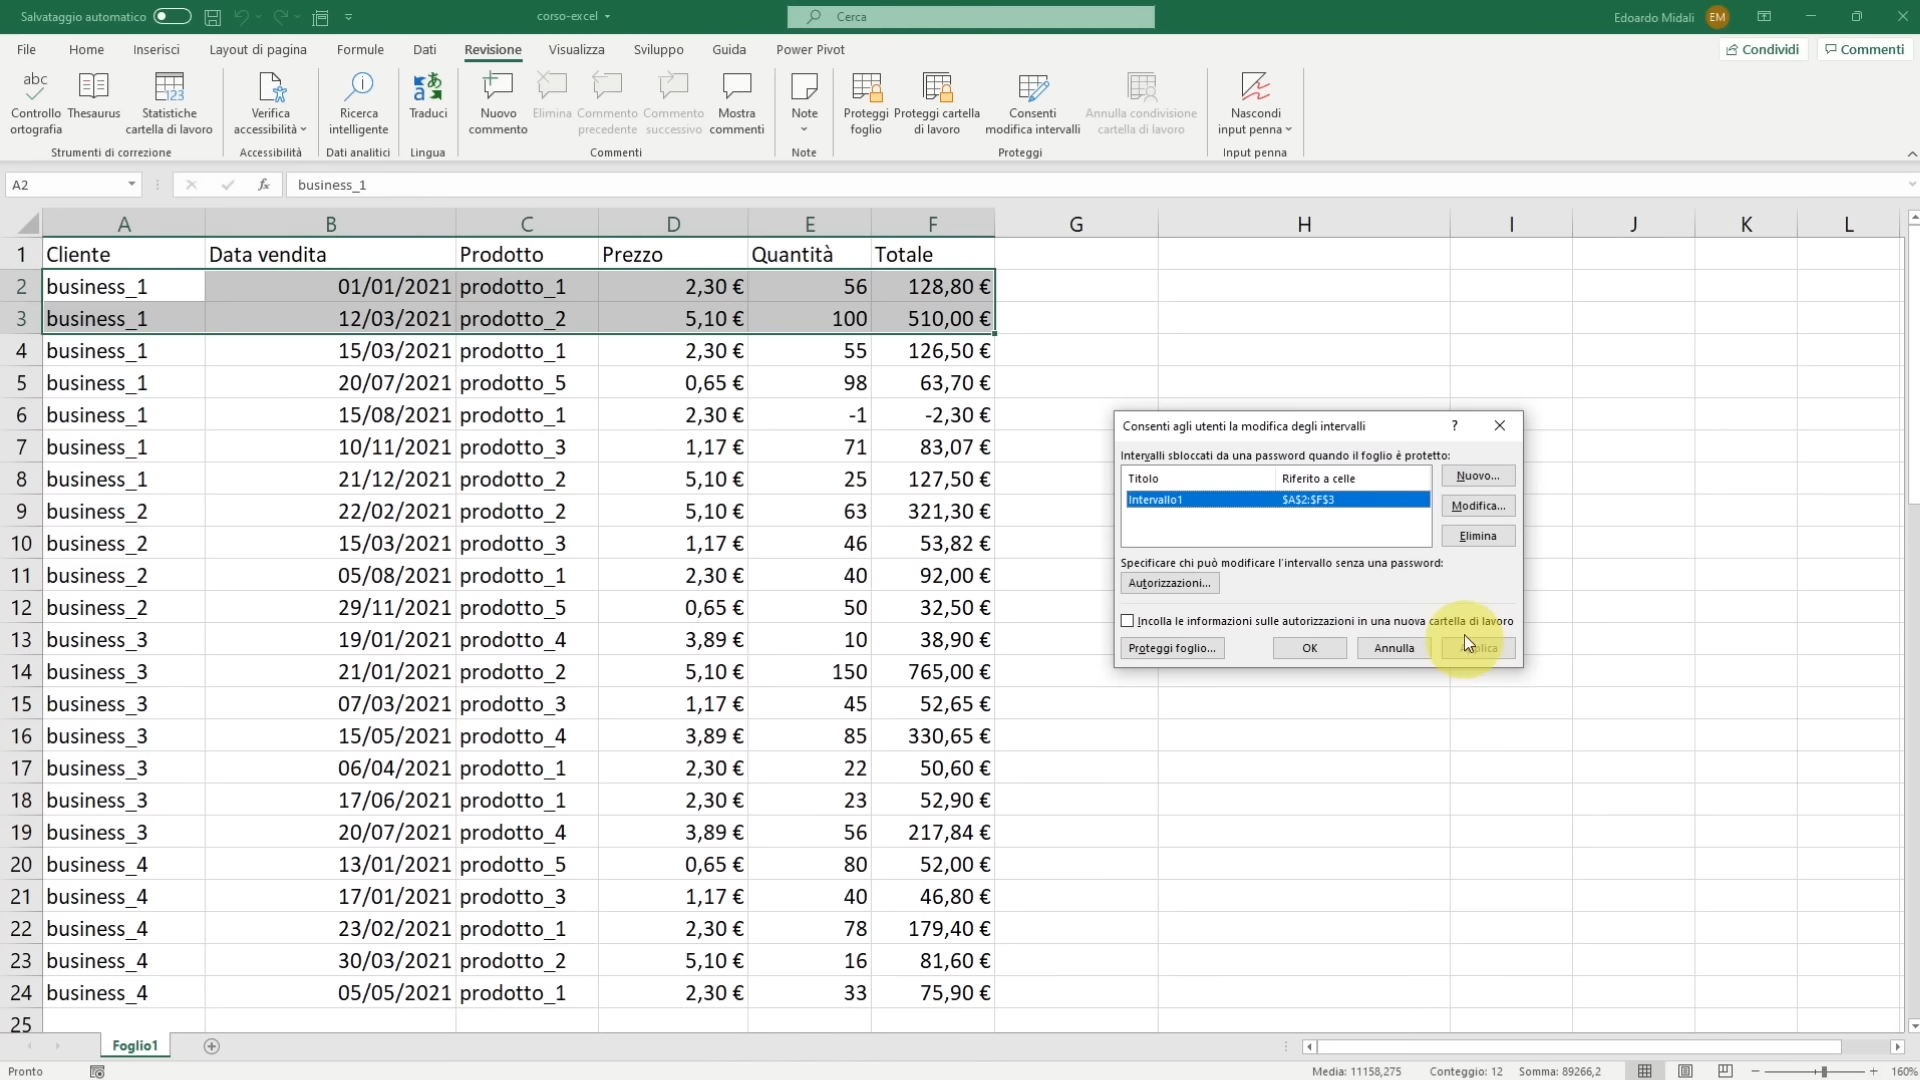 Salvataggio automatico
corso-excel
Cerca
Edoardo Midali
EM
File Home Inserisci Layout di pagina Formule Dati Revisione Visualizza Sviluppo Guida Power Pivot
Condividi
Commenti
abc
123
Controllo ortografia
Thesaurus
Statistiche cartella di lavoro
Verifica accessibilità
Ricerca intelligente
Traduci
Nuovo commento
Elimina
Commento precedente
Commento successivo
Mostra commenti
Note
Proteggi foglio
Proteggi cartella di lavoro
Consenti modifica intervalli
Annulla condivisione cartella di lavoro
Nascondi input penna
Strumenti di correzione
Accessibilità
Dati analitici
Lingua
Commenti
Note
Proteggi
Input penna
A2
fx
business_1
A B C D E F G H I J K L
1 Cliente Data vendita Prodotto Prezzo Quantità Totale
2 business_1 01/01/2021 prodotto_1 2,30 € 56 128,80 €
3 business_1 12/03/2021 prodotto_2 5,10 € 100 510,00 €
4 business_1 15/03/2021 prodotto_1 2,30 € 55 126,50 €
5 business_1 20/07/2021 prodotto_5 0,65 € 98 63,70 €
6 business_1 15/08/2021 prodotto_1 2,30 € -1 -2,30 €
7 business_1 10/11/2021 prodotto_3 1,17 € 71 83,07 €
8 business_1 21/12/2021 prodotto_2 5,10 € 25 127,50 €
9 business_2 22/02/2021 prodotto_2 5,10 € 63 321,30 €
10 business_2 15/03/2021 prodotto_3 1,17 € 46 53,82 €
11 business_2 05/08/2021 prodotto_1 2,30 € 40 92,00 €
12 business_2 29/11/2021 prodotto_5 0,65 € 50 32,50 €
13 business_3 19/01/2021 prodotto_4 3,89 € 10 38,90 €
14 business_3 21/01/2021 prodotto_2 5,10 € 150 765,00 €
15 business_3 07/03/2021 prodotto_3 1,17 € 45 52,65 €
16 business_3 15/05/2021 prodotto_4 3,89 € 85 330,65 €
17 business_3 06/04/2021 prodotto_1 2,30 € 22 50,60 €
18 business_3 17/06/2021 prodotto_1 2,30 € 23 52,90 €
19 business_3 20/07/2021 prodotto_4 3,89 € 56 217,84 €
20 business_4 13/01/2021 prodotto_5 0,65 € 80 52,00 €
21 business_4 17/01/2021 prodotto_3 1,17 € 40 46,80 €
22 business_4 23/02/2021 prodotto_1 2,30 € 78 179,40 €
23 business_4 30/03/2021 prodotto_2 5,10 € 16 81,60 €
24 business_4 05/05/2021 prodotto_1 2,30 € 33 75,90 €
25
Consenti agli utenti la modifica degli intervalli
?
Intervalli sbloccati da una password quando il foglio è protetto:
Titolo Riferito a celle
Intervallo1 $A$2:$F$3
Nuovo...
Modifica...
Elimina
Specificare chi può modificare l'intervallo senza una password:
Autorizzazioni...
Incolla le informazioni sulle autorizzazioni in una nuova cartella di lavoro
Proteggi foglio...
OK
Annulla
Applica
Foglio1
Pronto
Media: 11158,275 Conteggio: 12 Somma: 89266,2
160%